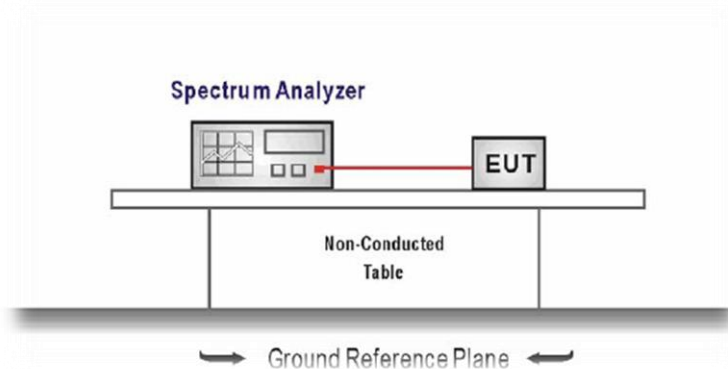 Spectrum Analyzer
EUT
Non-Conducted
Table
Ground Reference Plane